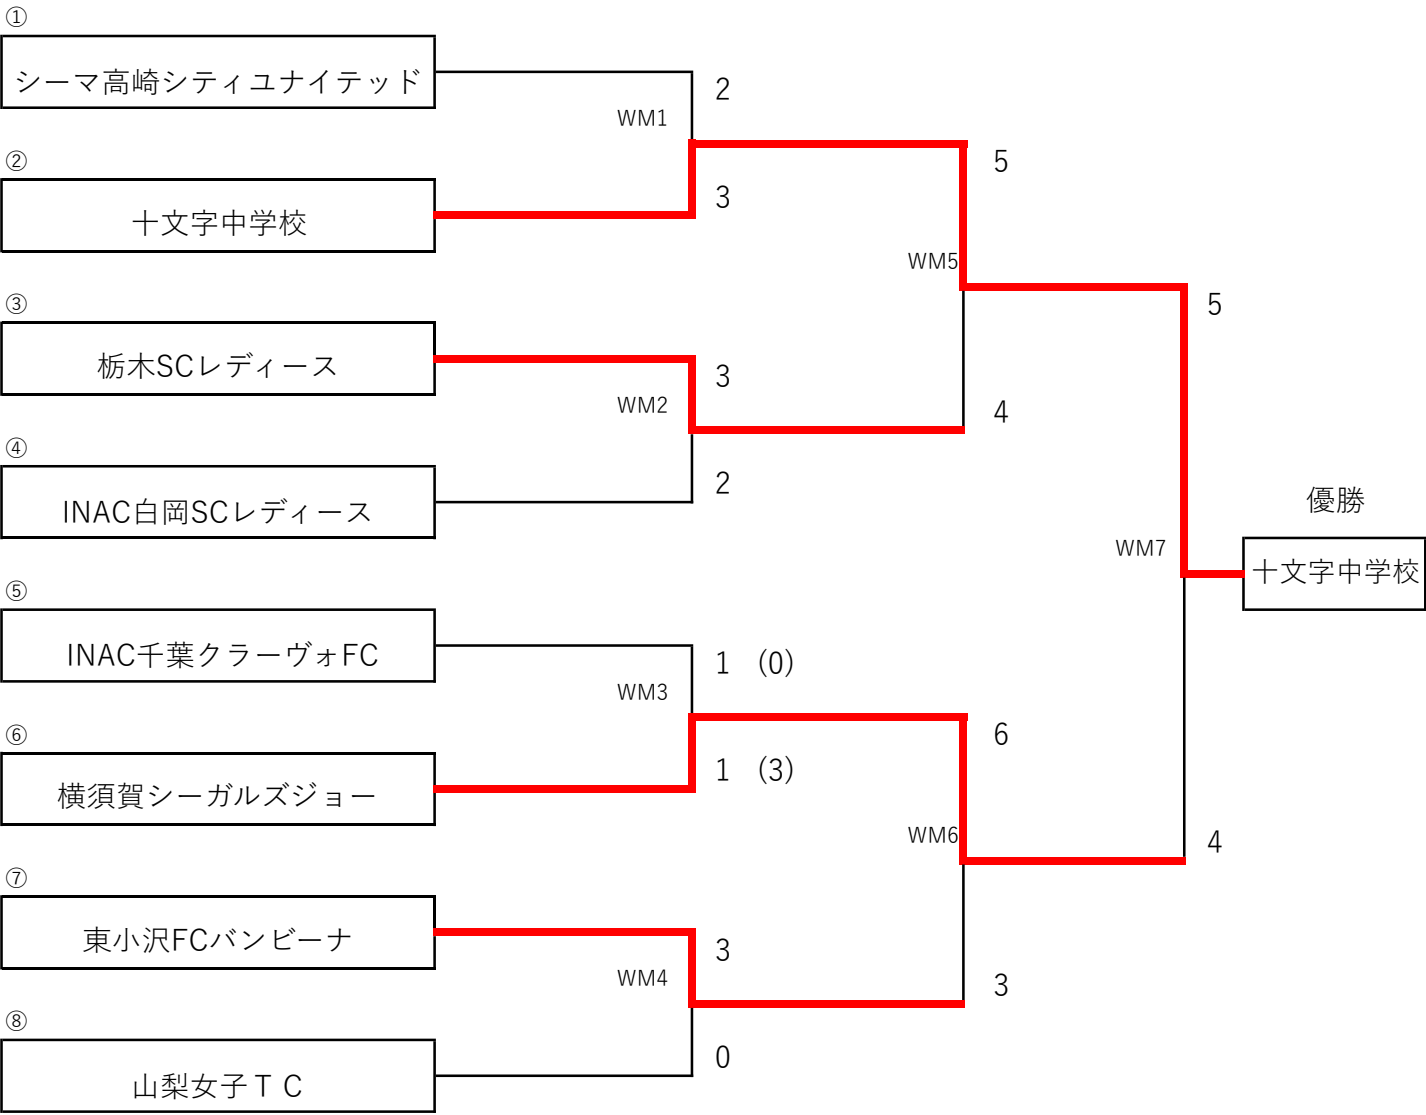 ①
シーマ高崎シティユナイテッド
2
WM1
②
十文字中学校
3
5
③
栃木SCレディース
3
WM5
WM2
4
5
④
INAC白岡SCレディース
2
優勝
WM7
十文字中学校
⑤
INAC千葉クラーヴォFC
1 (0)
WM3
⑥
横須賀シーガルズジョー
1 (3)
6
WM6
4
⑦
東小沢FCバンビーナ
3
WM4
3
⑧
山梨女子ＴＣ
0